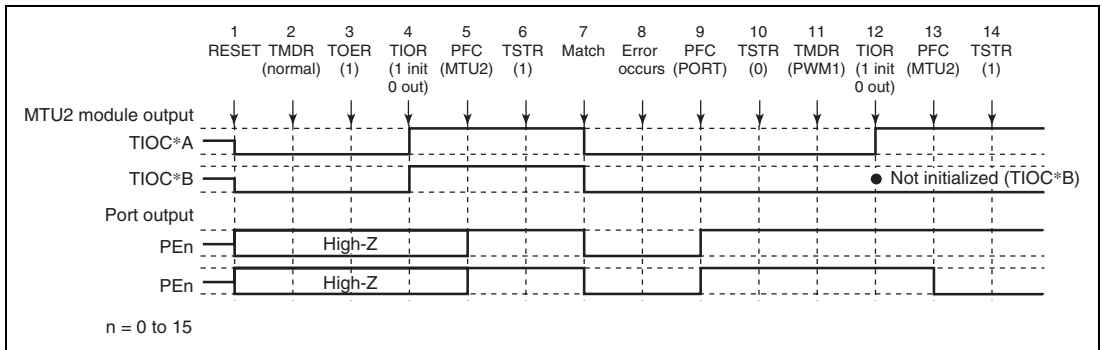 1 2 3 4 5 6 7 8 9 10 11 12 13 14
RESET TMDR TOER TIOR PFC TSTR Match Error PFC TSTR TMDR TIOR PFC TSTR
(normal) (1) (1 init (MTU2) (1) occurs (PORT) (0) (PWM1) (1 init (MTU2) (1)
0 out) 0 out)
MTU2 module output
TIOC*A
TIOC*B
● Not initialized (TIOC*B)
Port output
PEn
High-Z
PEn
High-Z
n = 0 to 15